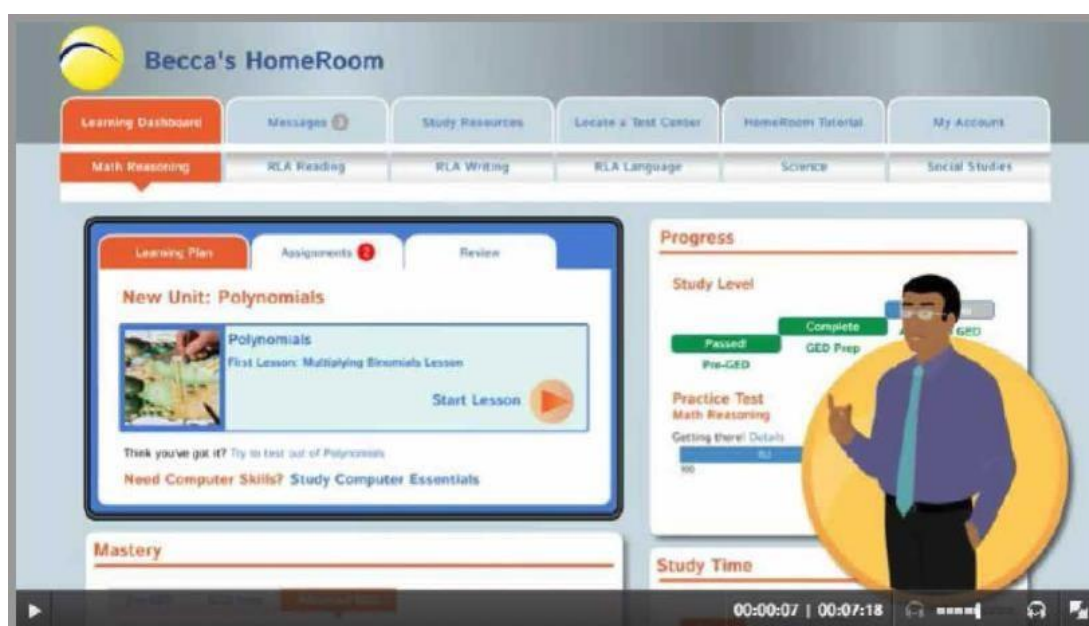 Becca's HomeRoom
Learning Dashboard Messages Study Resources Locate a Test Center HomeRoom Tutorial My Account
Math Reasoning RLA Reading RLA Writing RLA Language Science Social Studies
Learning Plan Assignments 2 Review
New Unit: Polynomials
Polynomials
First Lesson: Multiplying Binomials Lesson
Start Lesson
Think you've got it? Try to test out of Polynomials
Need Computer Skills? Study Computer Essentials
Progress
Study Level
Passed! Complete
Pre-GED GED Prep GED
Practice Test
Math Reasoning
Getting there! Details
100
Mastery
Study Time
00:00:07 | 00:07:18